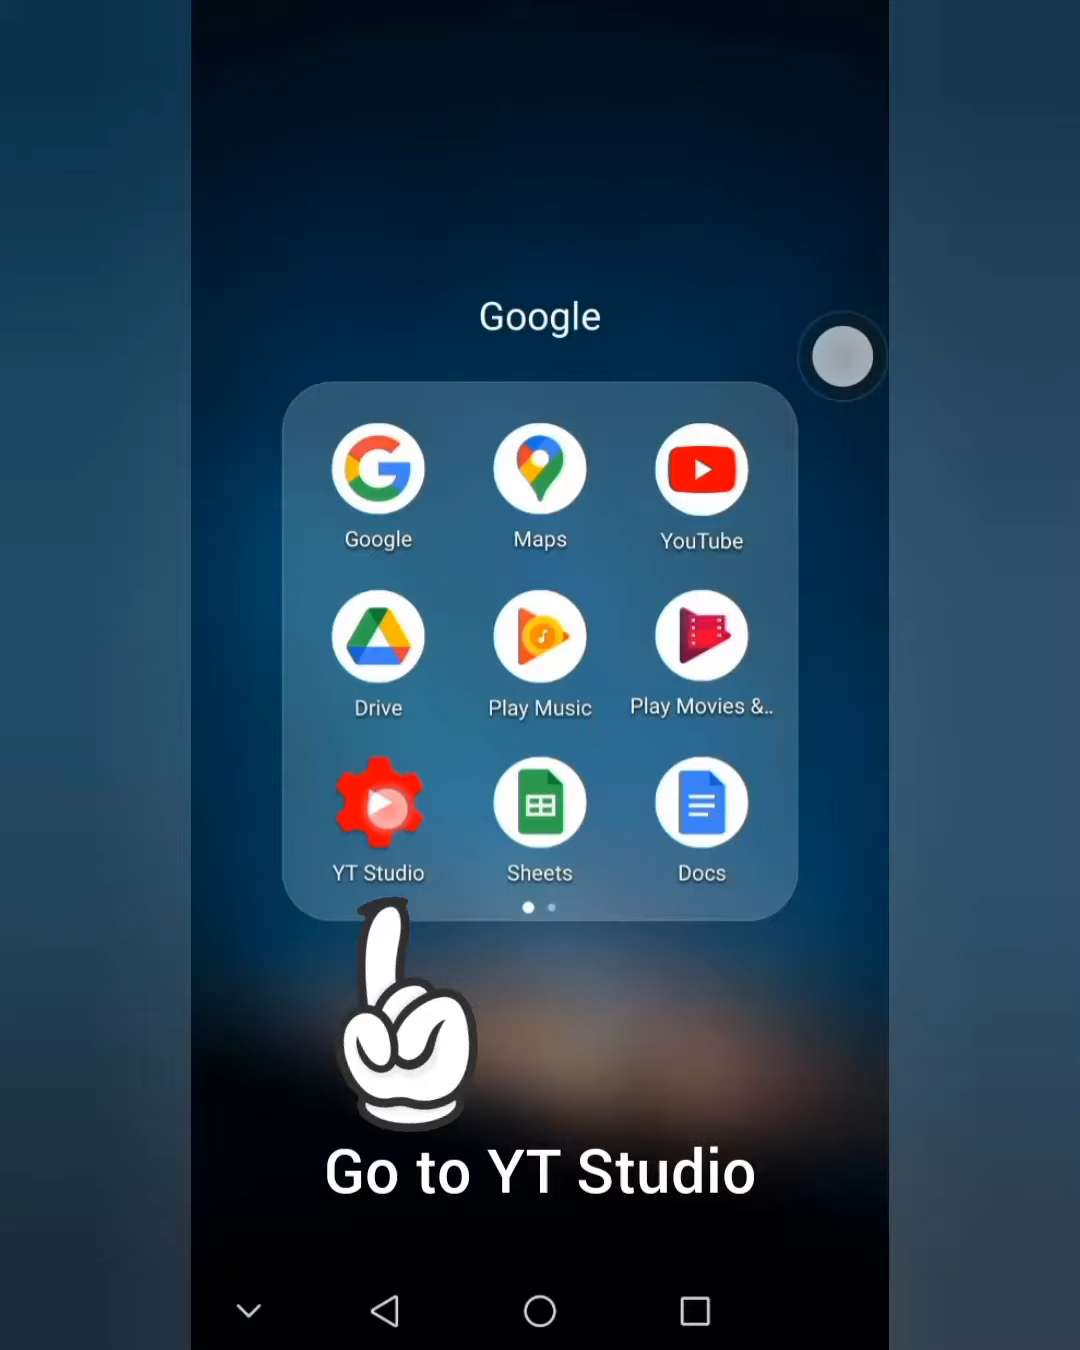 Google
Google
Maps
YouTube
Drive
Play Music
Play Movies &..
YT Studio
Sheets
Docs
Go to YT Studio